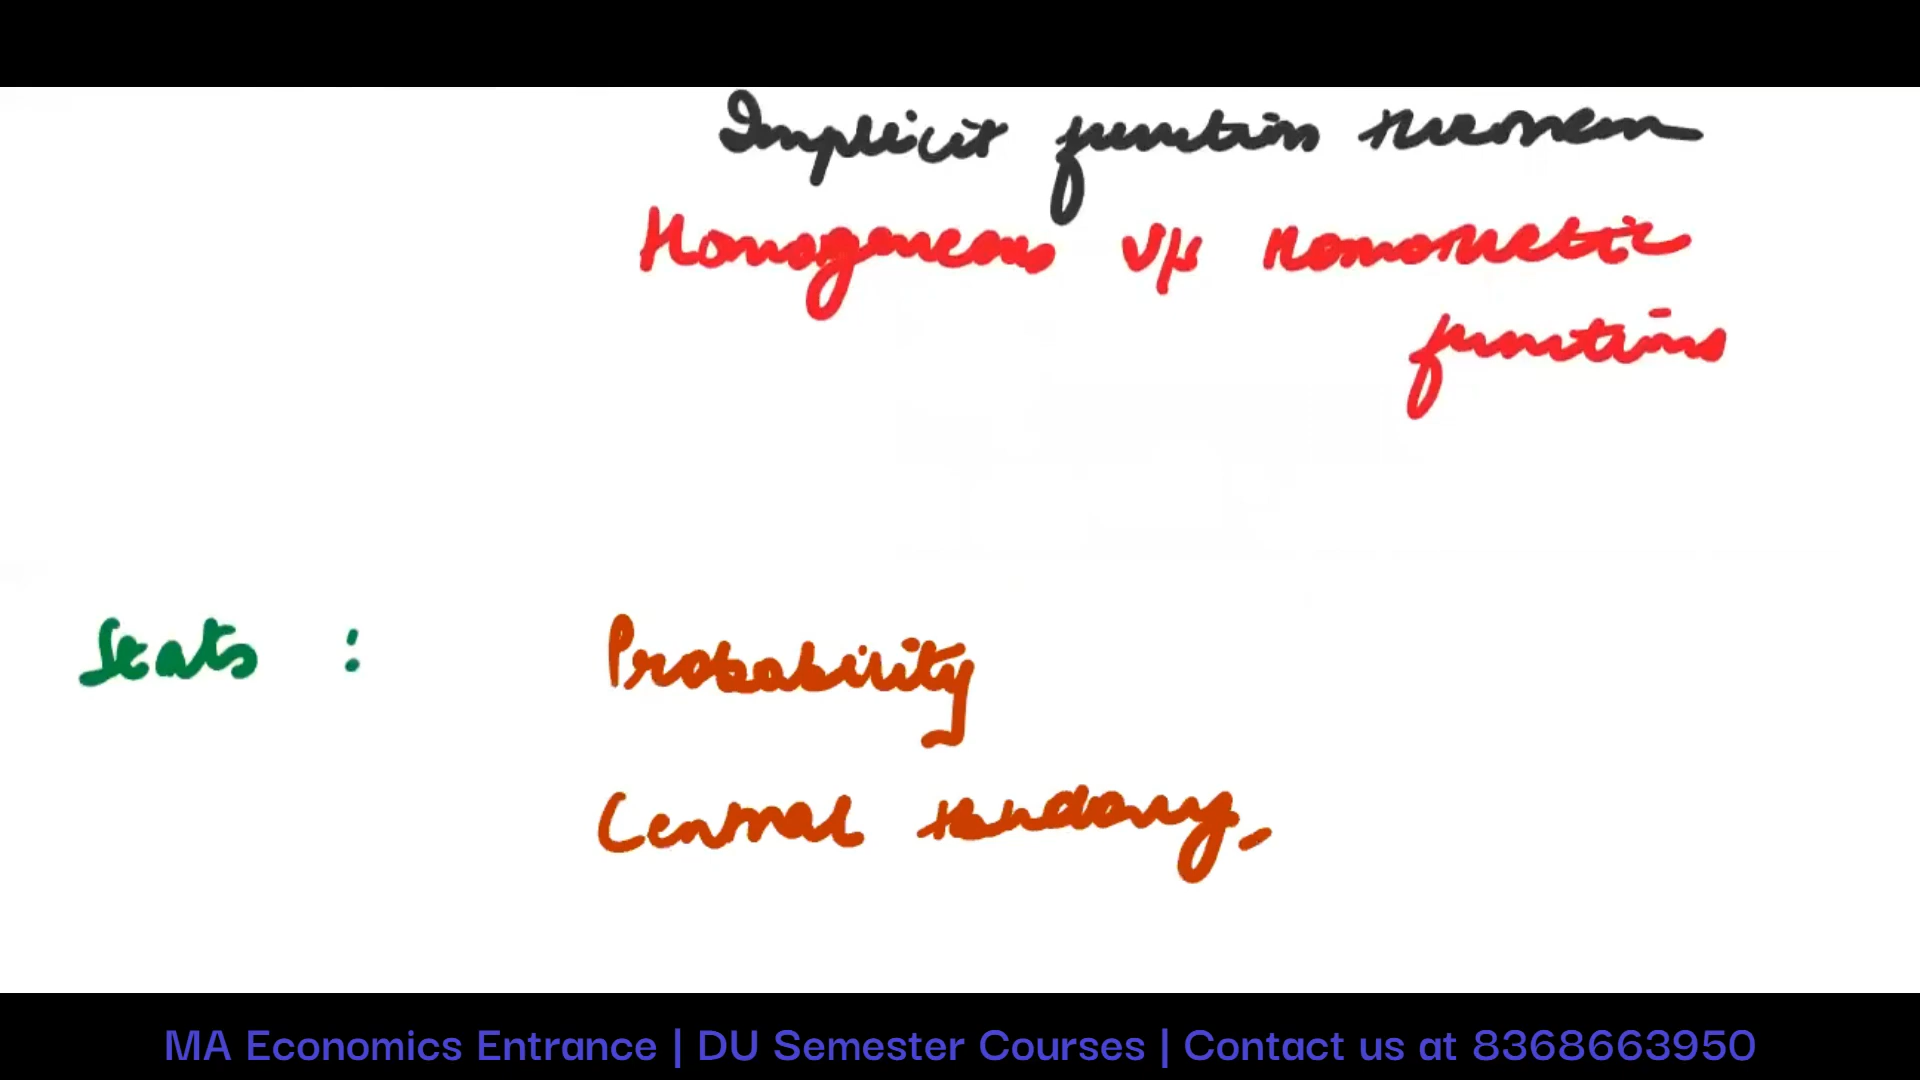 Implicit function theorem
Homogeneous v/s homothetic
functions
Stats : Probability
Central tendancy,
MA Economics Entrance | DU Semester Courses | Contact us at 8368663950